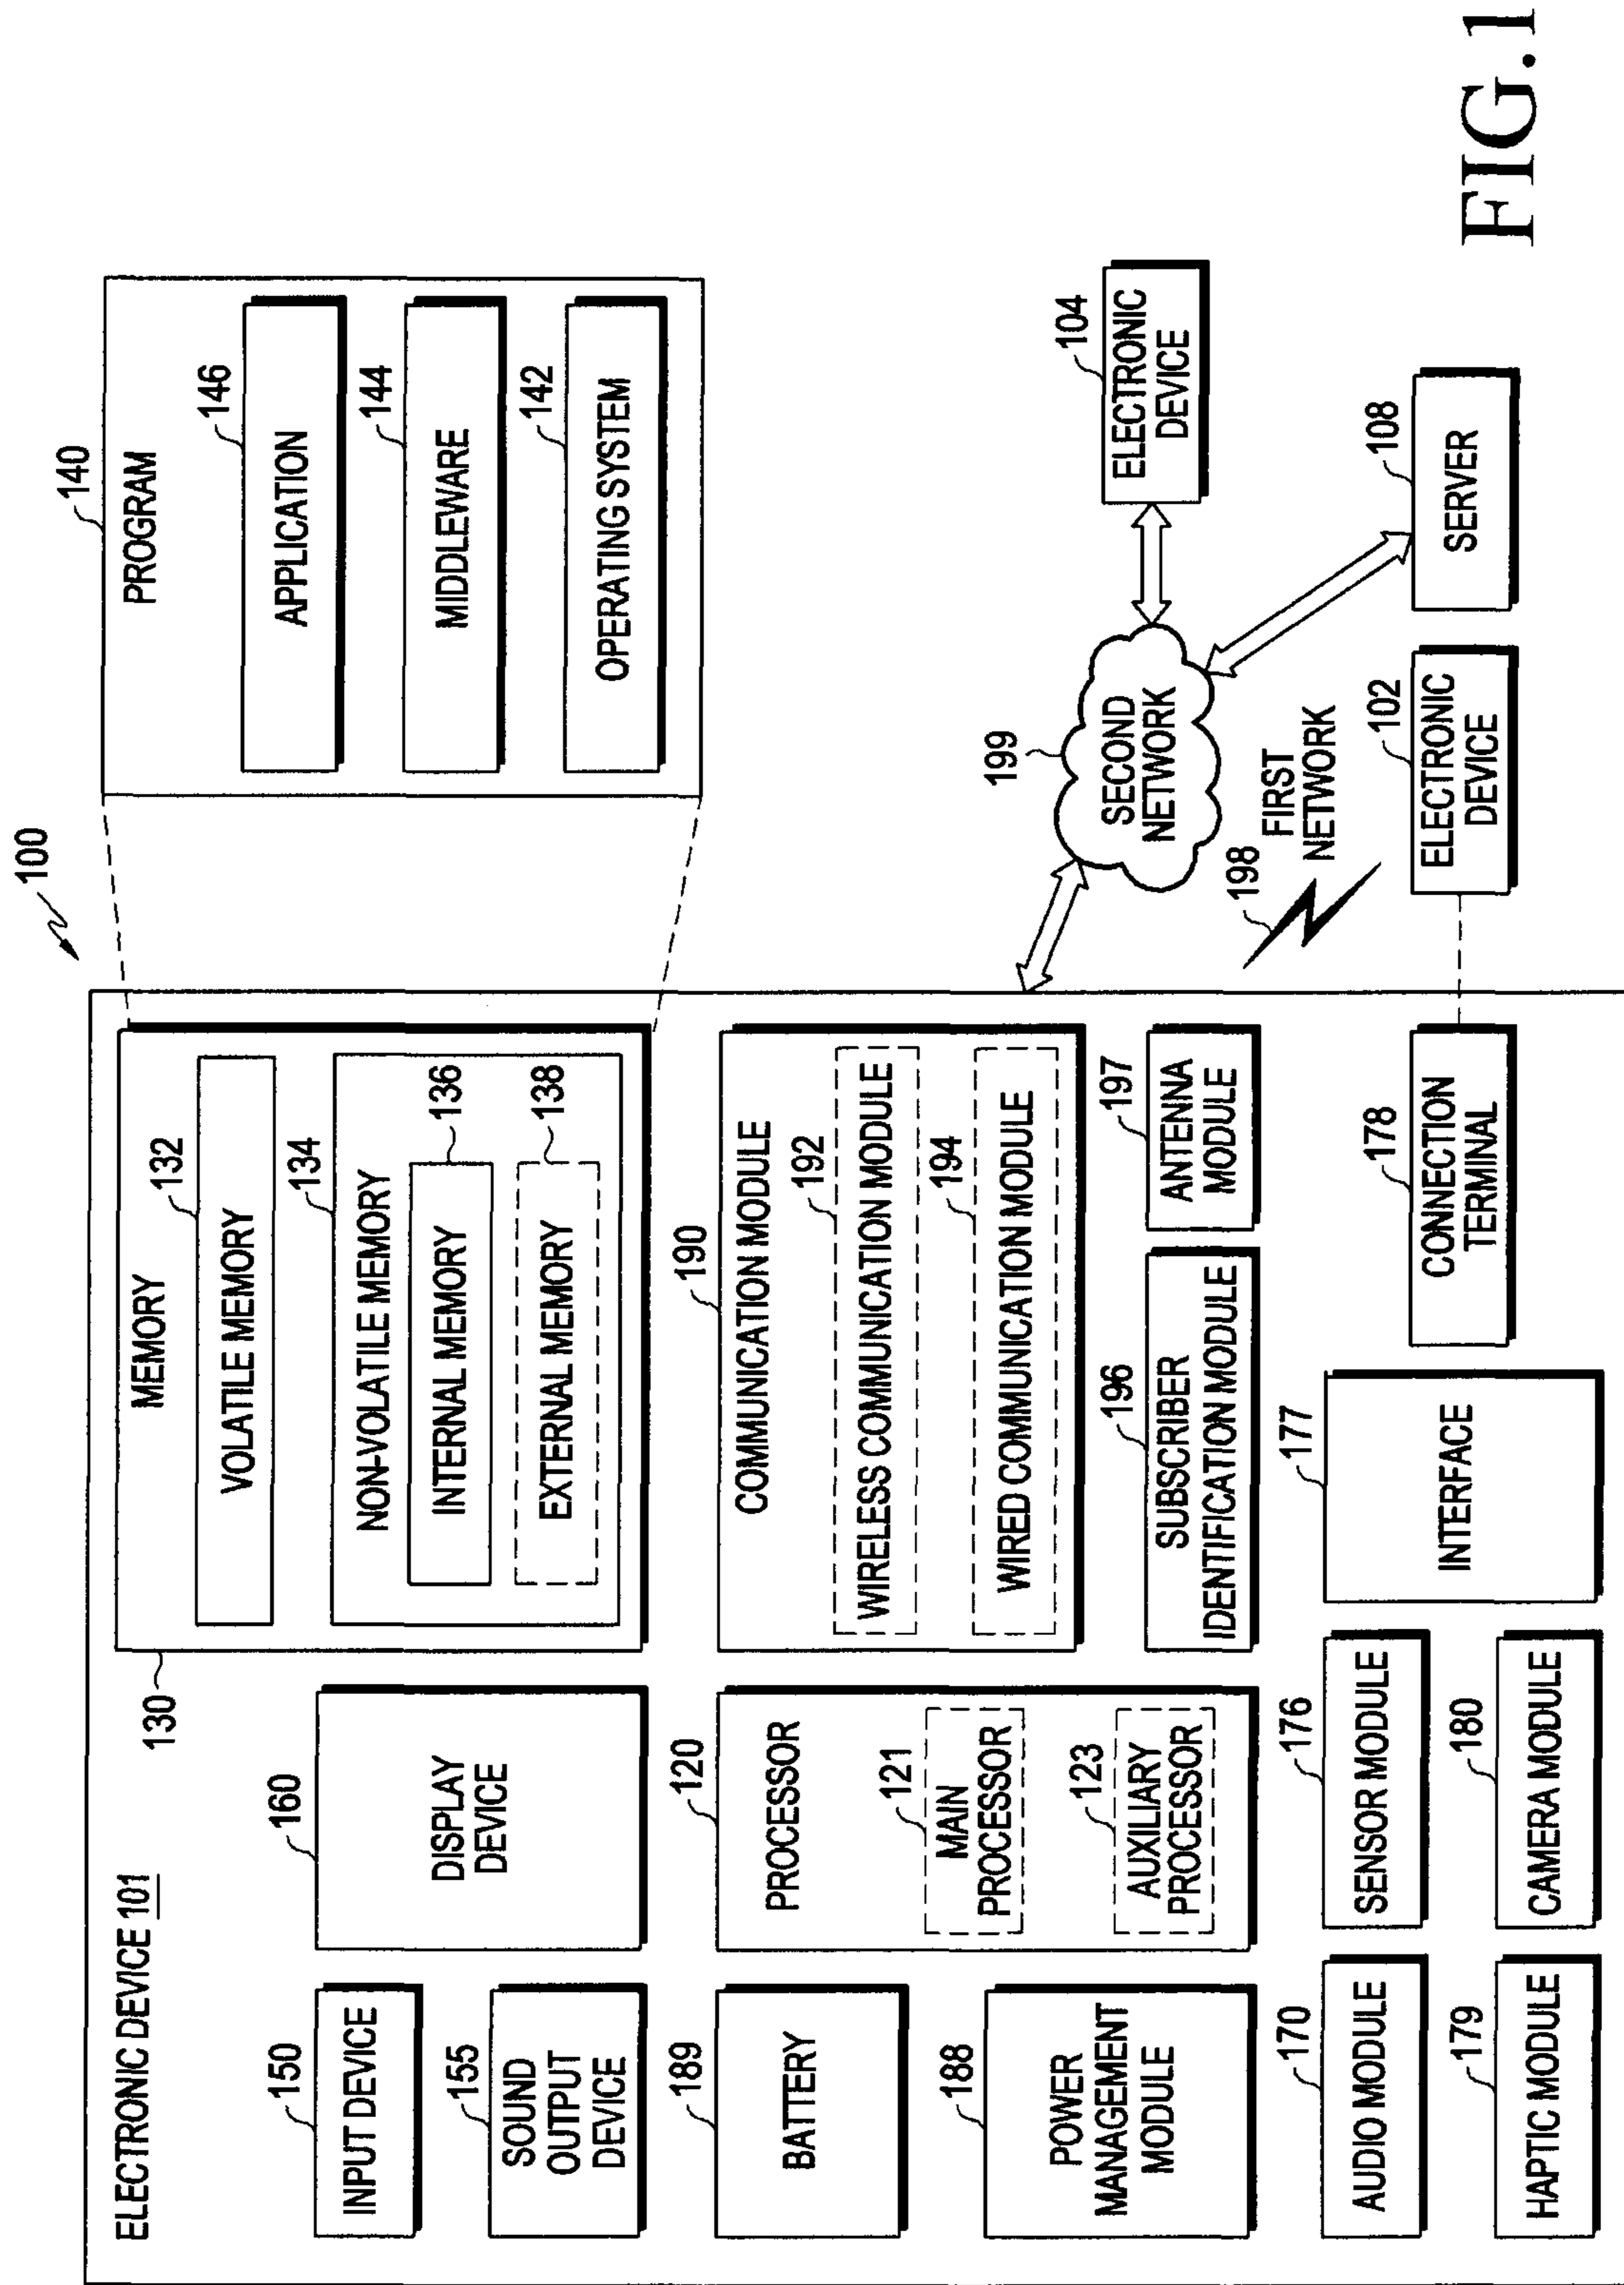 100
ELECTRONIC DEVICE 101
130
MEMORY
132
VOLATILE MEMORY
134
NON-VOLATILE MEMORY
136
INTERNAL MEMORY
138
EXTERNAL MEMORY
140
PROGRAM
146
APPLICATION
144
MIDDLEWARE
142
OPERATING SYSTEM
150
INPUT DEVICE
155
SOUND
OUTPUT
DEVICE
160
DISPLAY
DEVICE
189
BATTERY
188
POWER
MANAGEMENT
MODULE
120
PROCESSOR
121
MAIN
PROCESSOR
123
AUXILIARY
PROCESSOR
190
COMMUNICATION MODULE
192
WIRELESS COMMUNICATION MODULE
194
WIRED COMMUNICATION MODULE
196
SUBSCRIBER
IDENTIFICATION MODULE
197
ANTENNA
MODULE
199
SECOND
NETWORK
104
ELECTRONIC
DEVICE
170
AUDIO MODULE
176
SENSOR MODULE
177
INTERFACE
178
CONNECTION
TERMINAL
198
FIRST
NETWORK
102
ELECTRONIC
DEVICE
108
SERVER
179
HAPTIC MODULE
180
CAMERA MODULE
FIG.1